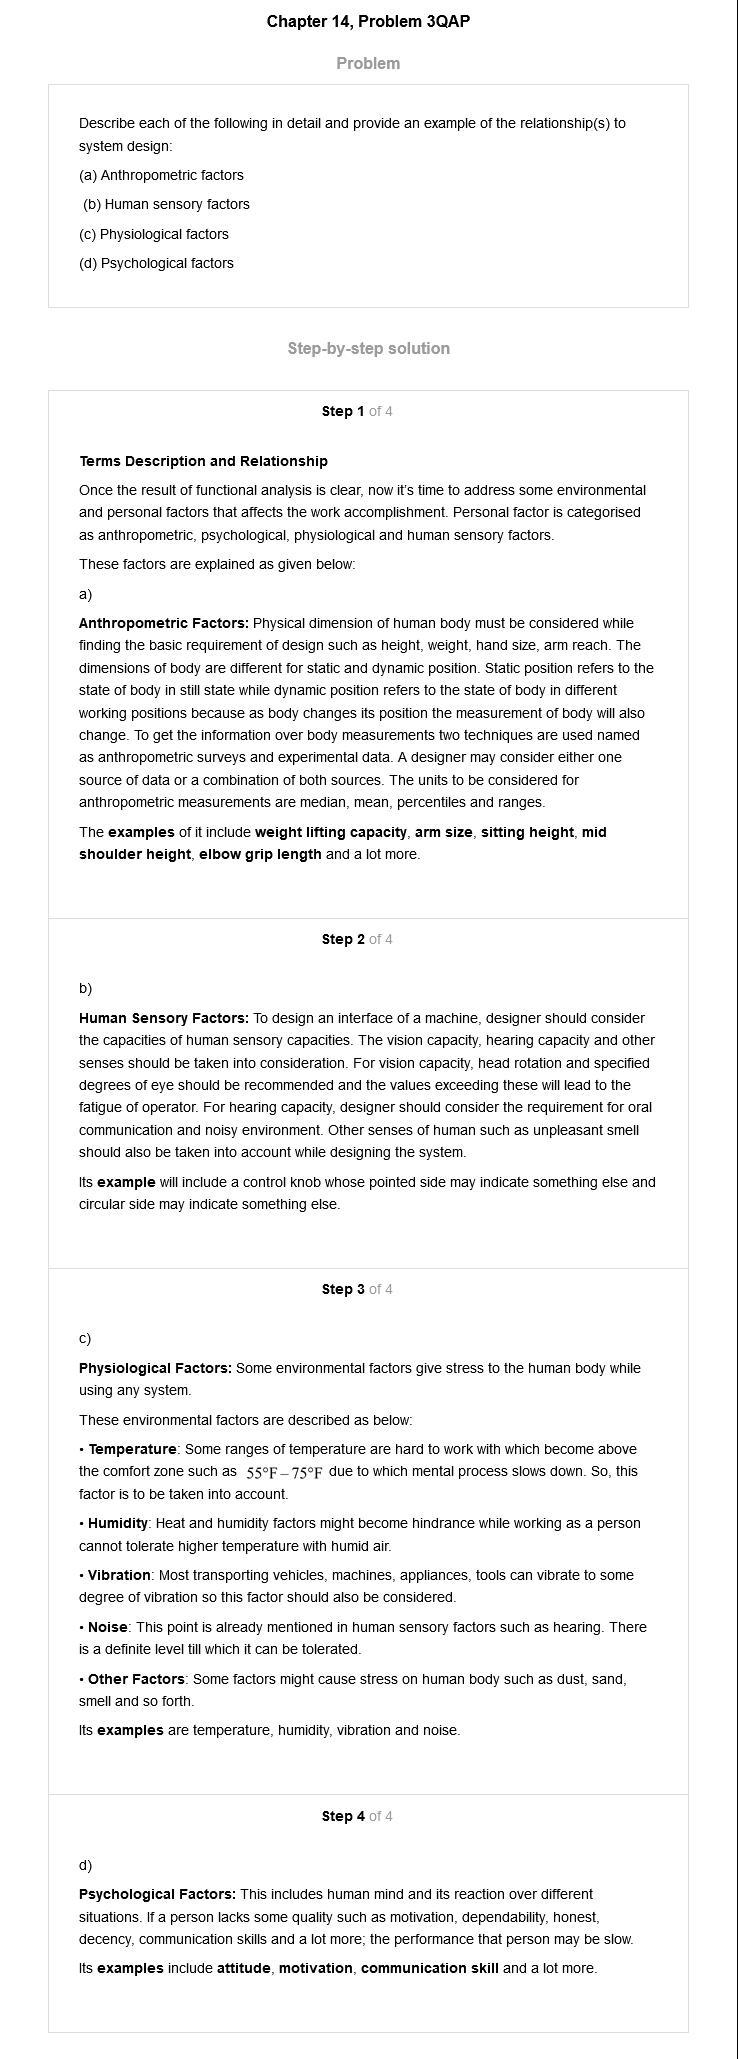 Chapter 14, Problem 3QAP
Problem
Describe each of the following in detail and provide an example of the relationship(s) to
system design:
(a) Anthropometric factors
(b) Human sensory factors
(c) Physiological factors
(d) Psychological factors
Step-by-step solution
Step 1 of 4
Terms Description and Relationship
Once the result of functional analysis is clear, now it's time to address some environmental
and personal factors that affects the work accomplishment. Personal factor is categorised
as anthropometric, psychological, physiological and human sensory factors.
These factors are explained as given below:
a)
Anthropometric Factors: Physical dimension of human body must be considered while
finding the basic requirement of design such as height, weight, hand size, arm reach. The
dimensions of body are different for static and dynamic position. Static position refers to the
state of body in still state while dynamic position refers to the state of body in different
working positions because as body changes its position the measurement of body will also
change. To get the information over body measurements two techniques are used named
as anthropometric surveys and experimental data. A designer may consider either one
source of data or a combination of both sources. The units to be considered for
anthropometric measurements are median, mean, percentiles and ranges.
The examples of it include weight lifting capacity, arm size, sitting height, mid
shoulder height, elbow grip length and a lot more.
Step 2 of 4
b)
Human Sensory Factors: To design an interface of a machine, designer should consider
the capacities of human sensory capacities. The vision capacity, hearing capacity and other
senses should be taken into consideration. For vision capacity, head rotation and specified
degrees of eye should be recommended and the values exceeding these will lead to the
fatigue of operator. For hearing capacity, designer should consider the requirement for oral
communication and noisy environment. Other senses of human such as unpleasant smell
should also be taken into account while designing the system.
Its example will include a control knob whose pointed side may indicate something else and
circular side may indicate something else.
Step 3 of 4
c)
Physiological Factors: Some environmental factors give stress to the human body while
using any system.
These environmental factors are described as below:
• Temperature: Some ranges of temperature are hard to work with which become above
the comfort zone such as 55°F – 75°F due to which mental process slows down. So, this
factor is to be taken into account.
• Humidity: Heat and humidity factors might become hindrance while working as a person
cannot tolerate higher temperature with humid air.
• Vibration: Most transporting vehicles, machines, appliances, tools can vibrate to some
degree of vibration so this factor should also be considered.
• Noise: This point is already mentioned in human sensory factors such as hearing. There
is a definite level till which it can be tolerated.
• Other Factors: Some factors might cause stress on human body such as dust, sand,
smell and so forth.
Its examples are temperature, humidity, vibration and noise.
Step 4 of 4
d)
Psychological Factors: This includes human mind and its reaction over different
situations. If a person lacks some quality such as motivation, dependability, honest,
decency, communication skills and a lot more; the performance that person may be slow.
Its examples include attitude, motivation, communication skill and a lot more.